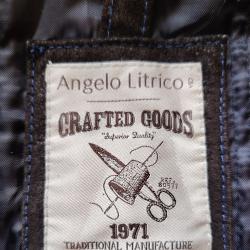 Angelo Litrico®
CRAFTED GOODS
"Superior Quality"
1971
TRADITIONAL MANUFACTURE